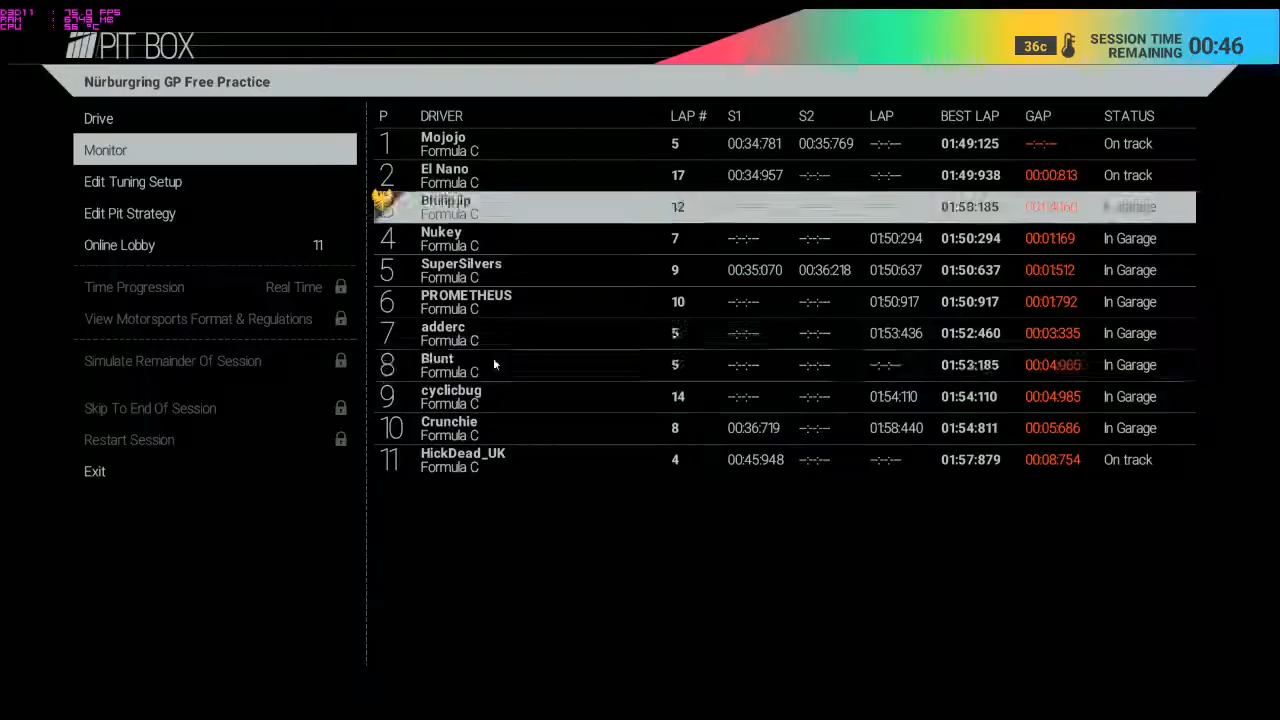 D3D11 : 75.0 FPS
RAM : 6743 MB
CPU : 56 °C
PIT BOX
36c SESSION TIME REMAINING 00:46
Nürburgring GP Free Practice
Drive
Monitor
Edit Tuning Setup
Edit Pit Strategy
Online Lobby 11
Time Progression Real Time
View Motorsports Format & Regulations
Simulate Remainder Of Session
Skip To End Of Session
Restart Session
Exit
P DRIVER LAP # S1 S2 LAP BEST LAP GAP STATUS
1 Mojojo 5 00:34:781 00:35:769 --:--:-- 01:49:125 --:--:-- On track
Formula C
2 El Nano 17 00:34:957 --:--:-- --:--:-- 01:49:938 00:00:813 On track
Formula C
12
Formula C
4 Nukey 7 --:--:-- --:--:-- 01:50:294 01:50:294 00:01:169 In Garage
Formula C
5 SuperSilvers 9 00:35:070 00:36:218 01:50:637 01:50:637 00:01:512 In Garage
Formula C
6 PROMETHEUS 10 --:--:-- --:--:-- 01:50:917 01:50:917 00:01:792 In Garage
Formula C
7 adderc 5 --:--:-- --:--:-- 01:53:436 01:52:460 00:03:335 In Garage
Formula C
8 Blunt 5 --:--:-- --:--:-- --:--:-- In Garage
Formula C
9 cyclicbug 14 --:--:-- --:--:-- 01:54:110 01:54:110 00:04:985 In Garage
Formula C
10 Crunchie 8 00:36:719 --:--:-- 01:58:440 01:54:811 00:05:686 In Garage
Formula C
11 HickDead_UK 4 00:45:948 --:--:-- --:--:-- 01:57:879 00:08:754 On track
Formula C